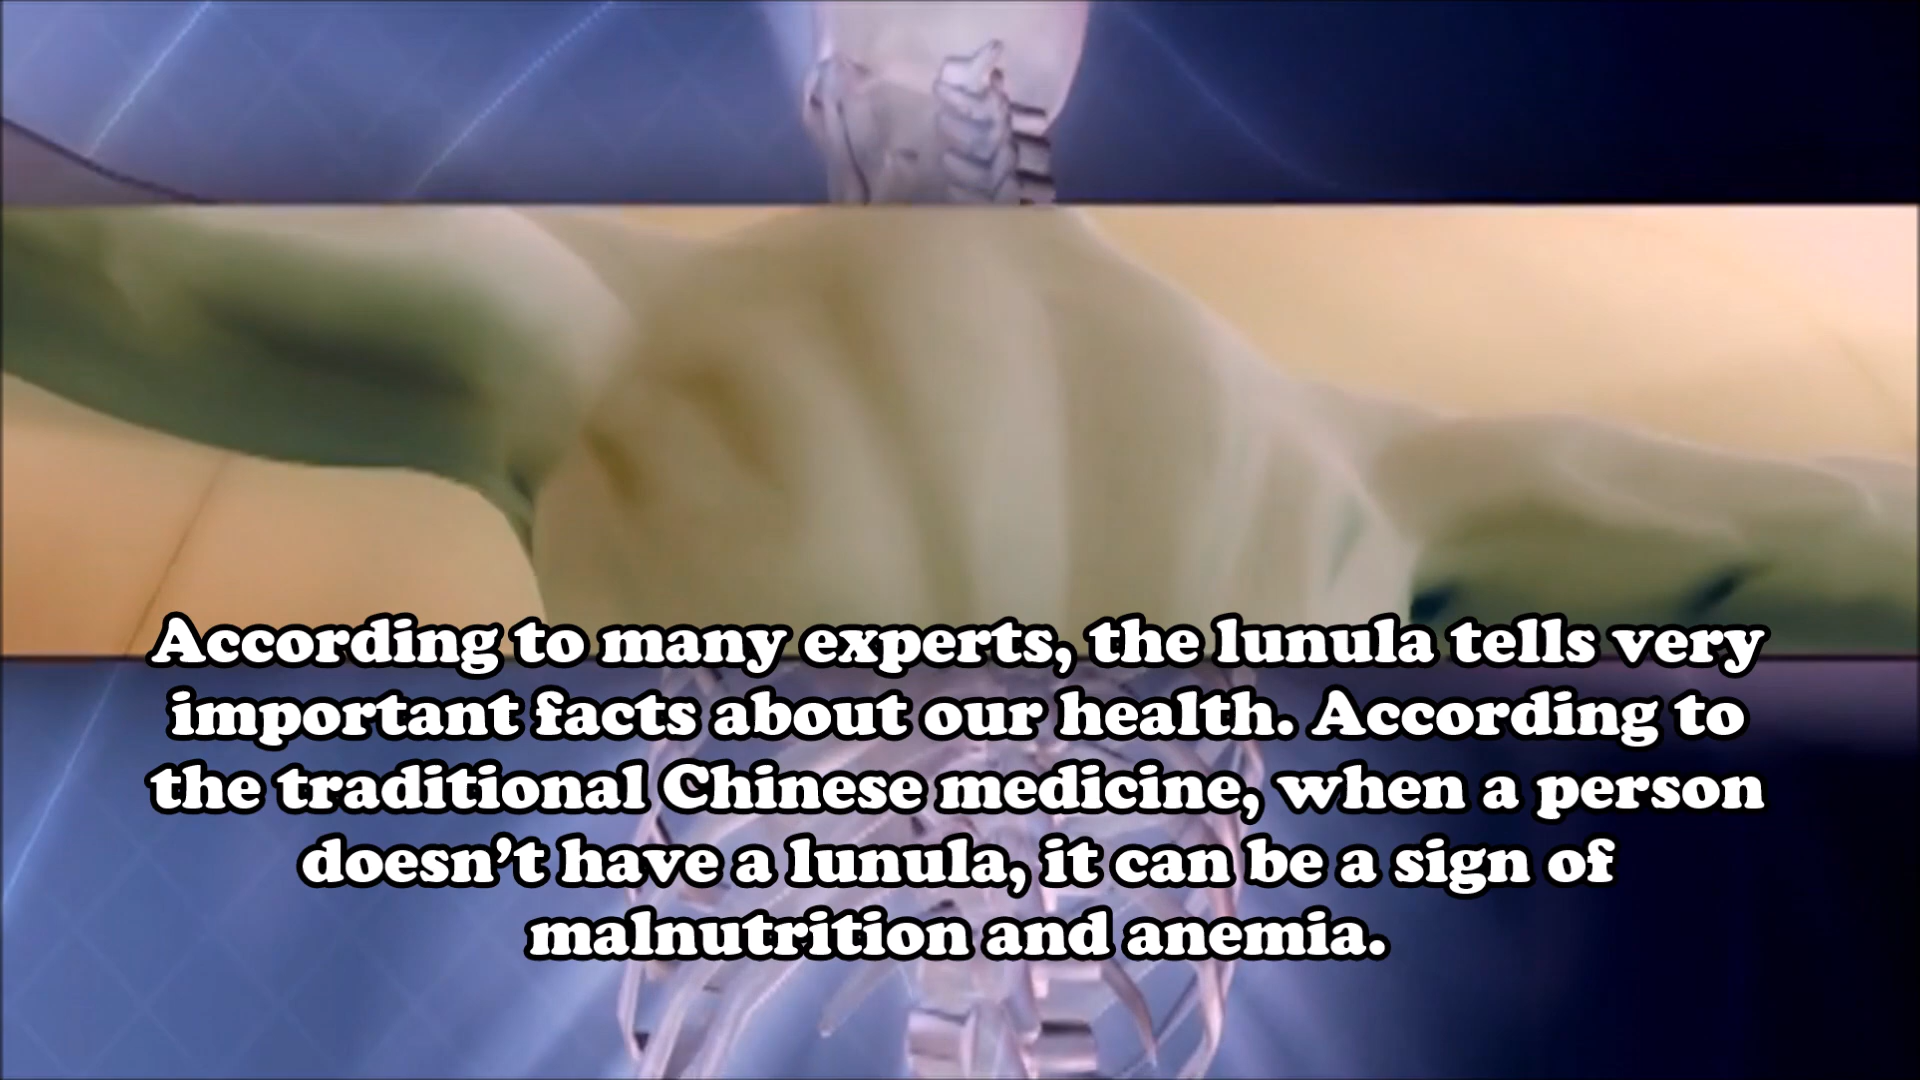 According to many experts, the lunula tells very
important facts about our health. According to
the traditional Chinese medicine, when a person
doesn’t have a lunula, it can be a sign of
malnutrition and anemia.